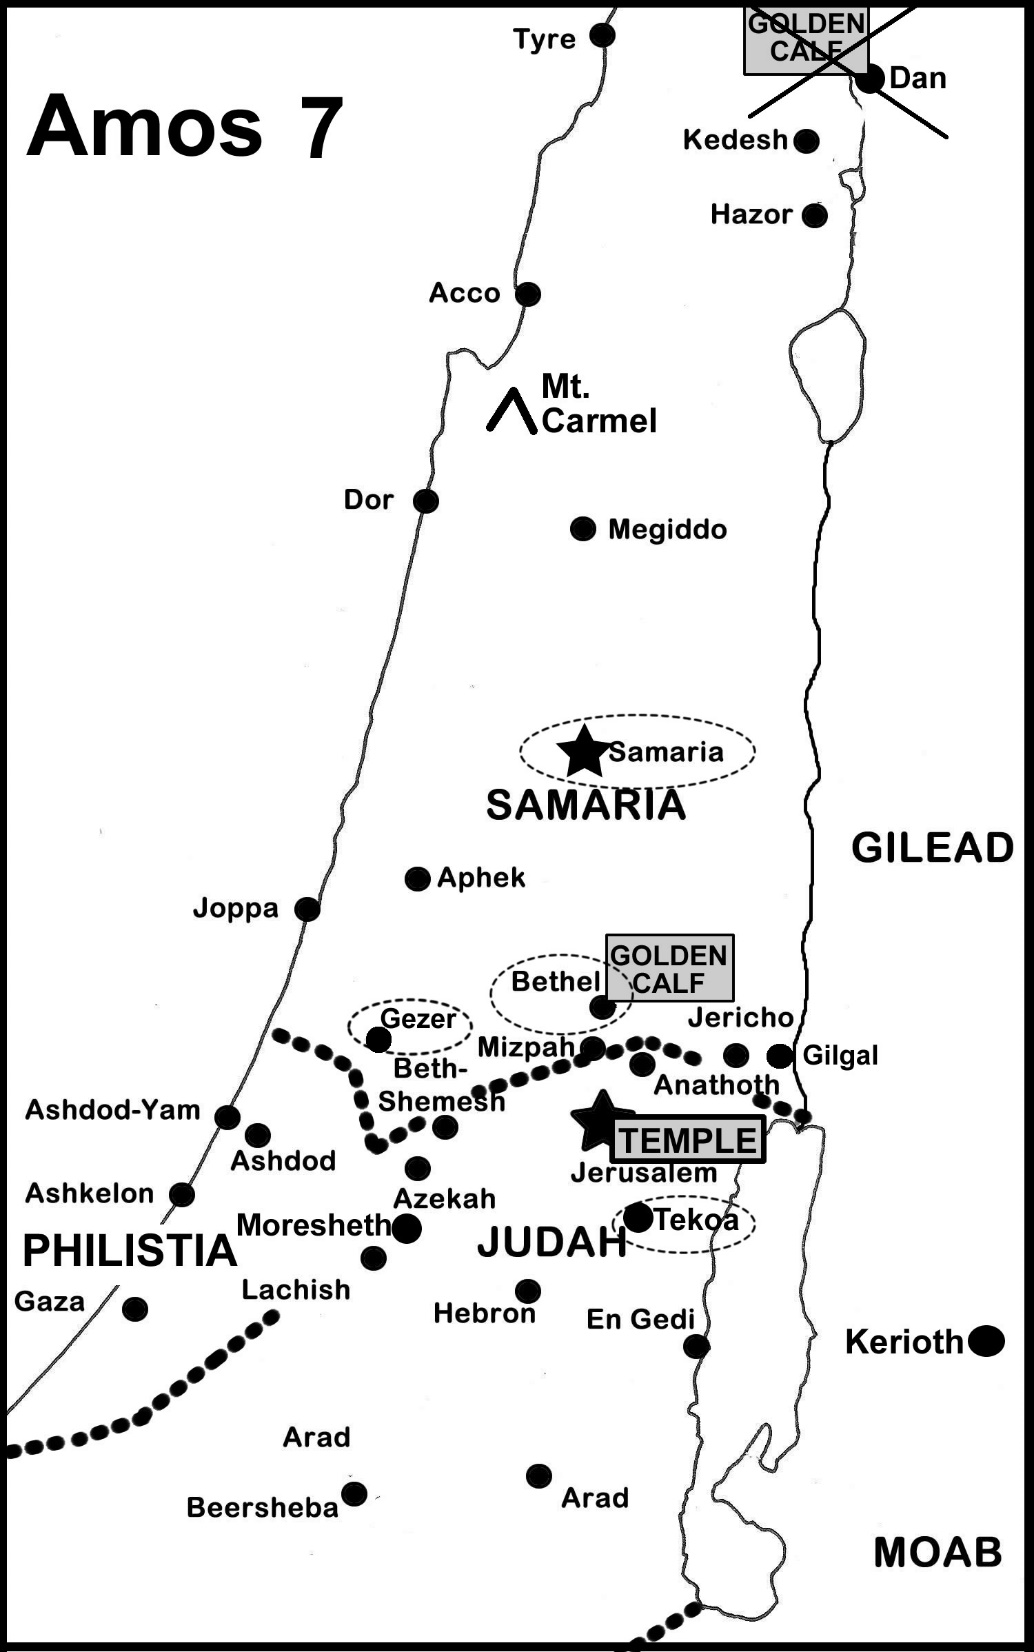 GOLDEN
CALF
Tyre
Dan
Amos 7
Kedesh
Hazor
Acco
Mt.
Carmel
Dor
Megiddo
Samaria
SAMARIA
GILEAD
Aphek
Joppa
GOLDEN
CALF
Bethel
Jericho
Gezer
Mizpah
Gilgal
Beth-
Shemesh
Anathoth
Ashdod-Yam
TEMPLE
Ashdod
Jerusalem
Ashkelon
Azekah
Moresheth
Tekoa
JUDAH
PHILISTIA
Lachish
Gaza
Hebron
En Gedi
Kerioth
Arad
Beersheba
Arad
MOAB